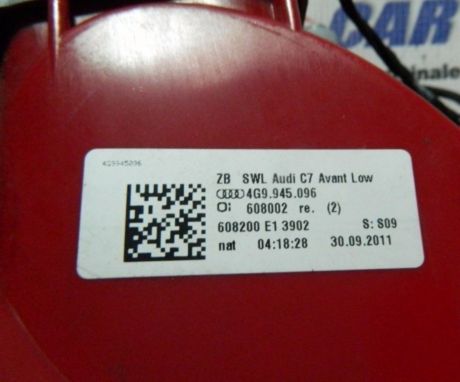 CAR
4G9945096
ZB SWL Audi C7 Avant Low
4G9.945.096
608002 re. (2)
608200 E1 3902 S: S09
nat 04:18:28 30.09.2011